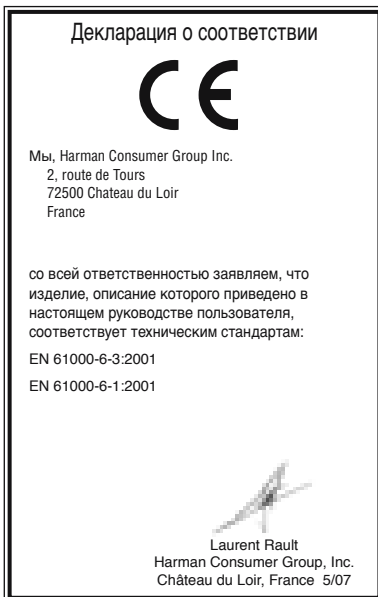 Декларация о соответствии
CE
Мы, Harman Consumer Group Inc.
2, route de Tours
72500 Chateau du Loir
France
со всей ответственностью заявляем, что
изделие, описание которого приведено в
настоящем руководстве пользователя,
соответствует техническим стандартам:
EN 61000-6-3:2001
EN 61000-6-1:2001
Laurent Rault
Harman Consumer Group, Inc.
Château du Loir, France 5/07